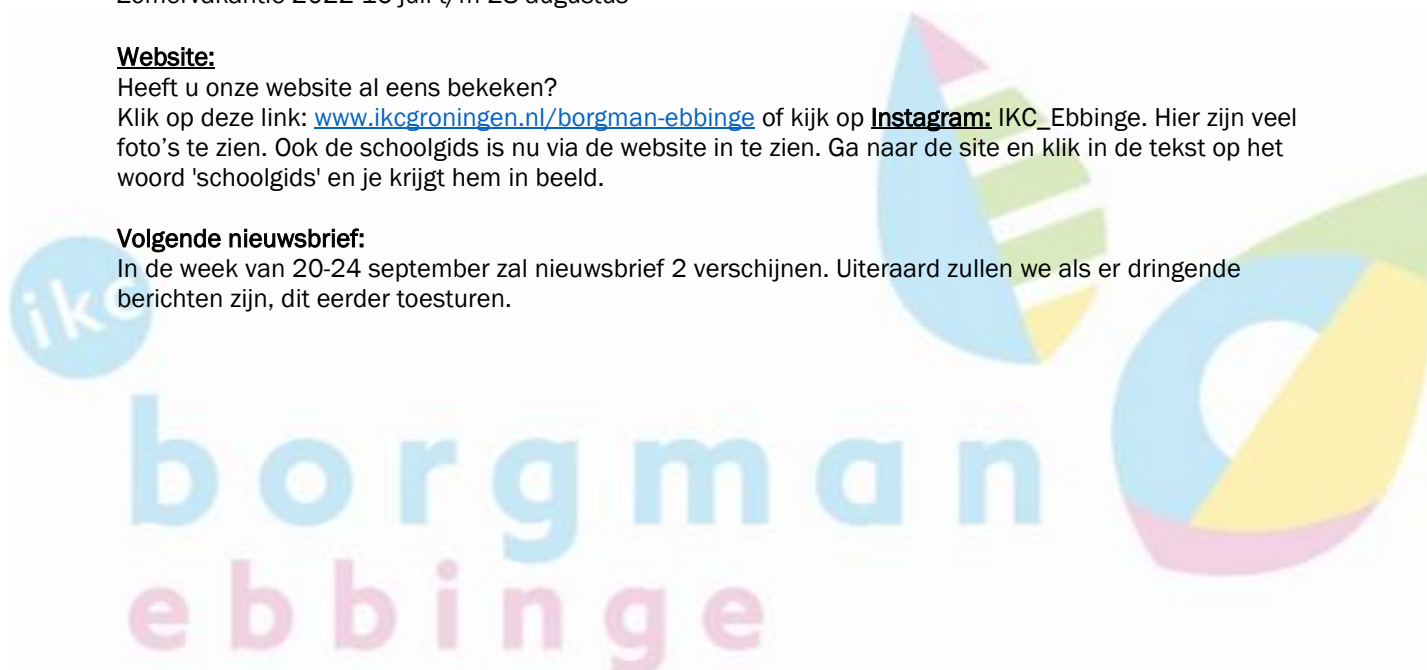 Website:
Heeft u onze website al eens bekeken?
Klik op deze link: www.ikcgroningen.nl/borgman-ebbinge of kijk op Instagram: IKC_Ebbinge. Hier zijn veel
foto's te zien. Ook de schoolgids is nu via de website in te zien. Ga naar de site en klik in de tekst op het
woord 'schoolgids' en je krijgt hem in beeld.
Volgende nieuwsbrief:
In de week van 20-24 september zal nieuwsbrief 2 verschijnen. Uiteraard zullen we als er dringende
berichten zijn, dit eerder toesturen.
ikc
borgman
ebbinge